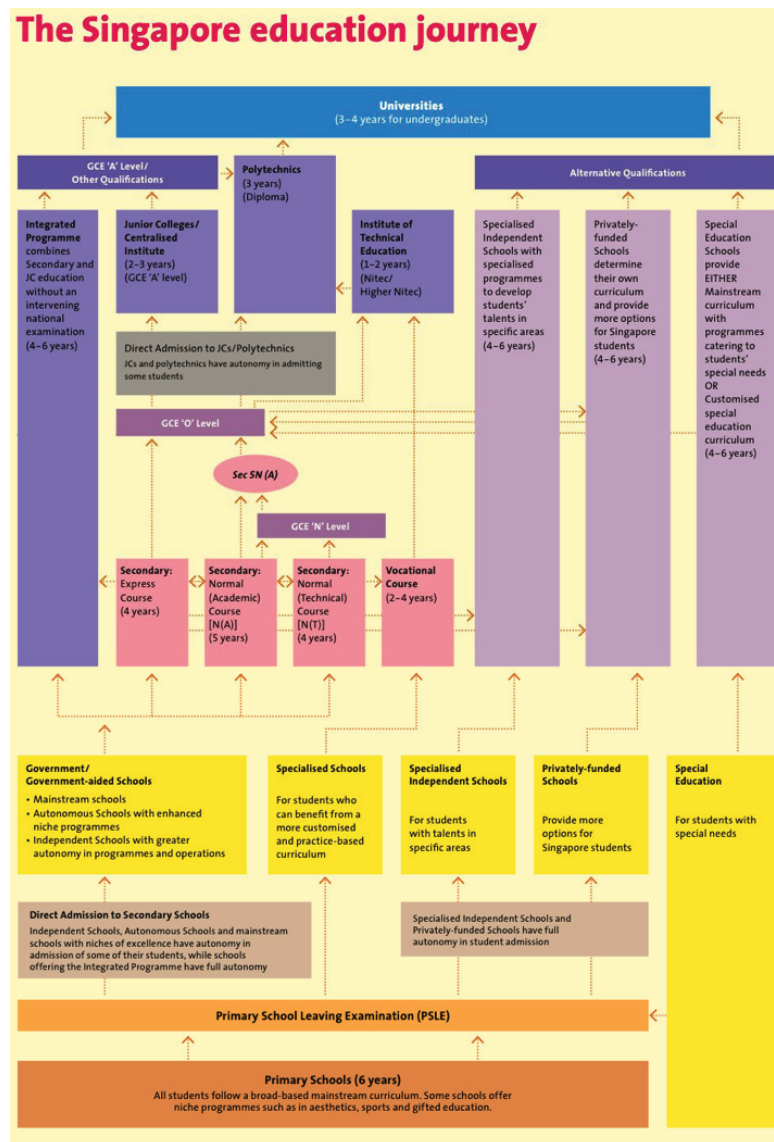 The Singapore education journey
Universities
(3–4 years for undergraduates)
GCE ‘A’ Level/
Other Qualifications
Polytechnics
(3 years)
(Diploma)
Alternative Qualifications
Integrated
Programme
combines
Secondary and
JC education
without an
intervening
national
examination
(4–6 years)
Junior Colleges/
Centralised
Institute
(2–3 years)
(GCE ‘A’ level)
Institute of
Technical
Education
(1–2 years)
(Nitec/
Higher Nitec)
Specialised
Independent
Schools with
specialised
programmes
to develop
students’
talents in
specific areas
(4–6 years)
Privately-
funded
Schools
determine
their own
curriculum
and provide
more options
for Singapore
students
(4–6 years)
Special
Education
Schools
provide
EITHER
Mainstream
curriculum
with
programmes
catering to
students’
special needs
OR
Customised
special
education
curriculum
(4–6 years)
Direct Admission to JCs/Polytechnics
JCs and polytechnics have autonomy in admitting
some students
GCE ‘O’ Level
Sec 5N (A)
GCE ‘N’ Level
Secondary:
Express
Course
(4 years)
Secondary:
Normal
(Academic)
Course
[N(A)]
(5 years)
Secondary:
Normal
(Technical)
Course
[N(T)]
(4 years)
Vocational
Course
(2–4 years)
Government/
Government-aided Schools
• Mainstream schools
• Autonomous Schools with enhanced
niche programmes
• Independent Schools with greater
autonomy in programmes and operations
Specialised Schools
For students who
can benefit from a
more customised
and practice-based
curriculum
Specialised
Independent Schools
For students
with talents in
specific areas
Privately-funded
Schools
Provide more
options for
Singapore students
Special
Education
For students with
special needs
Direct Admission to Secondary Schools
Independent Schools, Autonomous Schools and mainstream
schools with niches of excellence have autonomy in
admission of some of their students, while schools
offering the Integrated Programme have full autonomy
Specialised Independent Schools and
Privately-funded Schools have full
autonomy in student admission
Primary School Leaving Examination (PSLE)
Primary Schools (6 years)
All students follow a broad-based mainstream curriculum. Some schools offer
niche programmes such as in aesthetics, sports and gifted education.